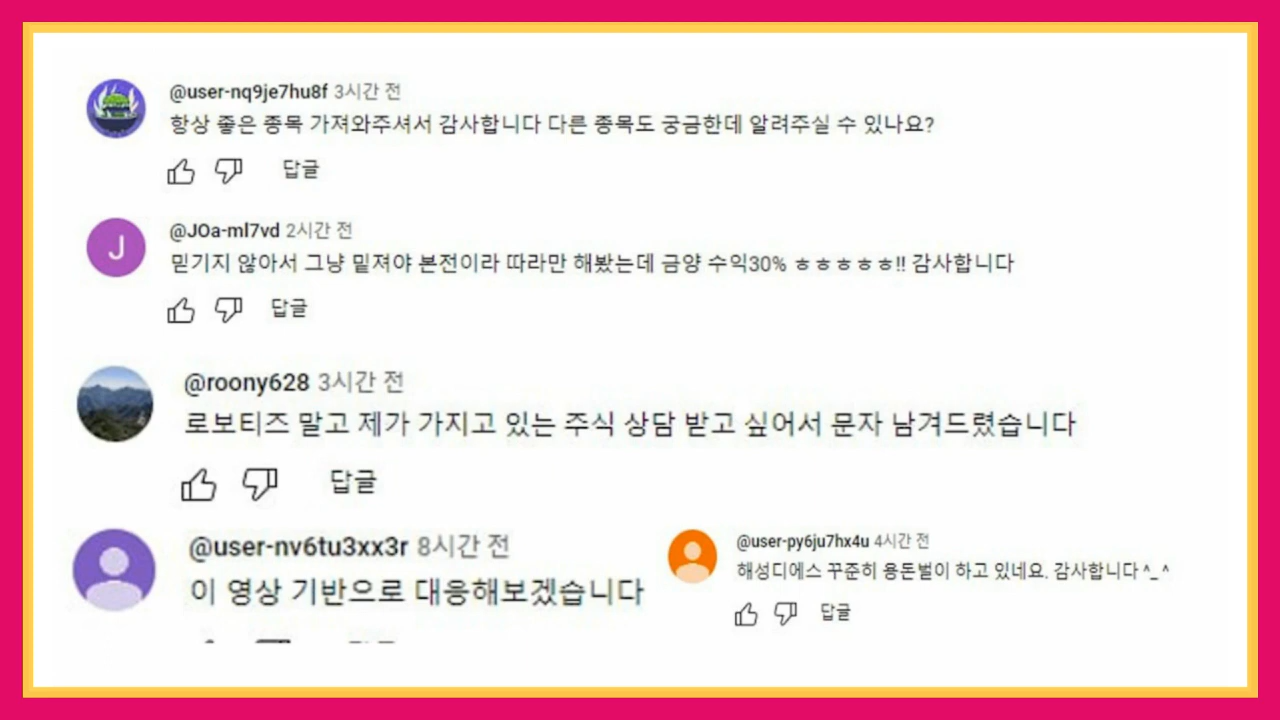 @user-nq9je7hu8f 3시간 전
항상 좋은 종목 가져와주셔서 감사합니다 다른 종목도 궁금한데 알려주실 수 있나요?
답글
J
@JOa-ml7vd 2시간 전
믿기지 않아서 그냥 밑져야 본전이라 따라만 해봤는데 금양 수익30% ㅎㅎㅎㅎㅎ!! 감사합니다
답글
@roony628 3시간 전
로보티즈 말고 제가 가지고 있는 주식 상담 받고 싶어서 문자 남겨드렸습니다
답글
@user-nv6tu3xx3r 8시간 전
이 영상 기반으로 대응해보겠습니다
@user-py6ju7hx4u 4시간 전
해성디에스 꾸준히 용돈벌이 하고 있네요. 감사합니다 ^_^
답글